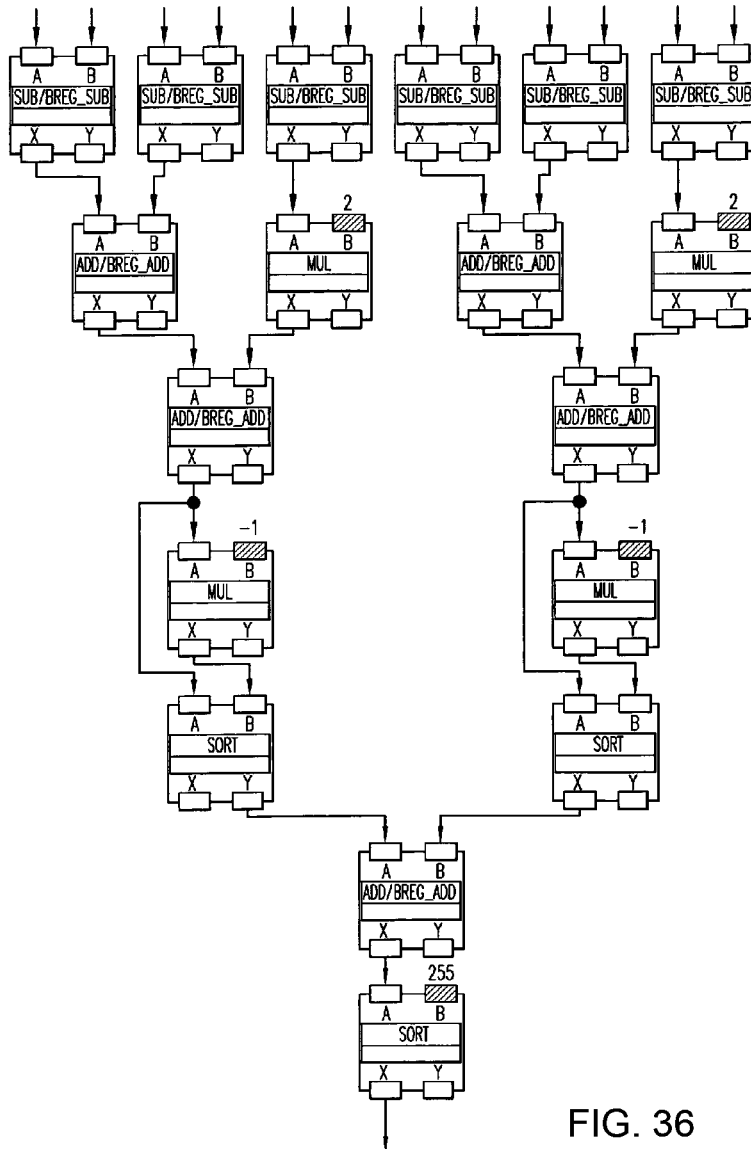 A B A B A B A B A B A B
SUB/BREG_SUB SUB/BREG_SUB SUB/BREG_SUB SUB/BREG_SUB SUB/BREG_SUB SUB/BREG_SUB
X Y X Y X Y X Y X Y X Y
2 2
A B A B A B A B
ADD/BREG_ADD MUL ADD/BREG_ADD MUL
X Y X Y X Y X Y
A B A B
ADD/BREG_ADD ADD/BREG_ADD
X Y X Y
-1 -1
A B A B
MUL MUL
X Y X Y
A B A B
SORT SORT
X Y X Y
A B
ADD/BREG_ADD
X Y
255
A B
SORT
X Y
FIG. 36